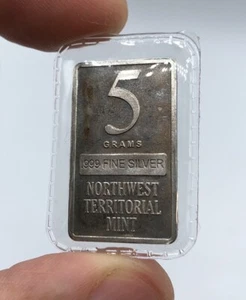 5
GRAMS
.999 FINE SILVER
NORTHWEST
TERRITORIAL
MINT